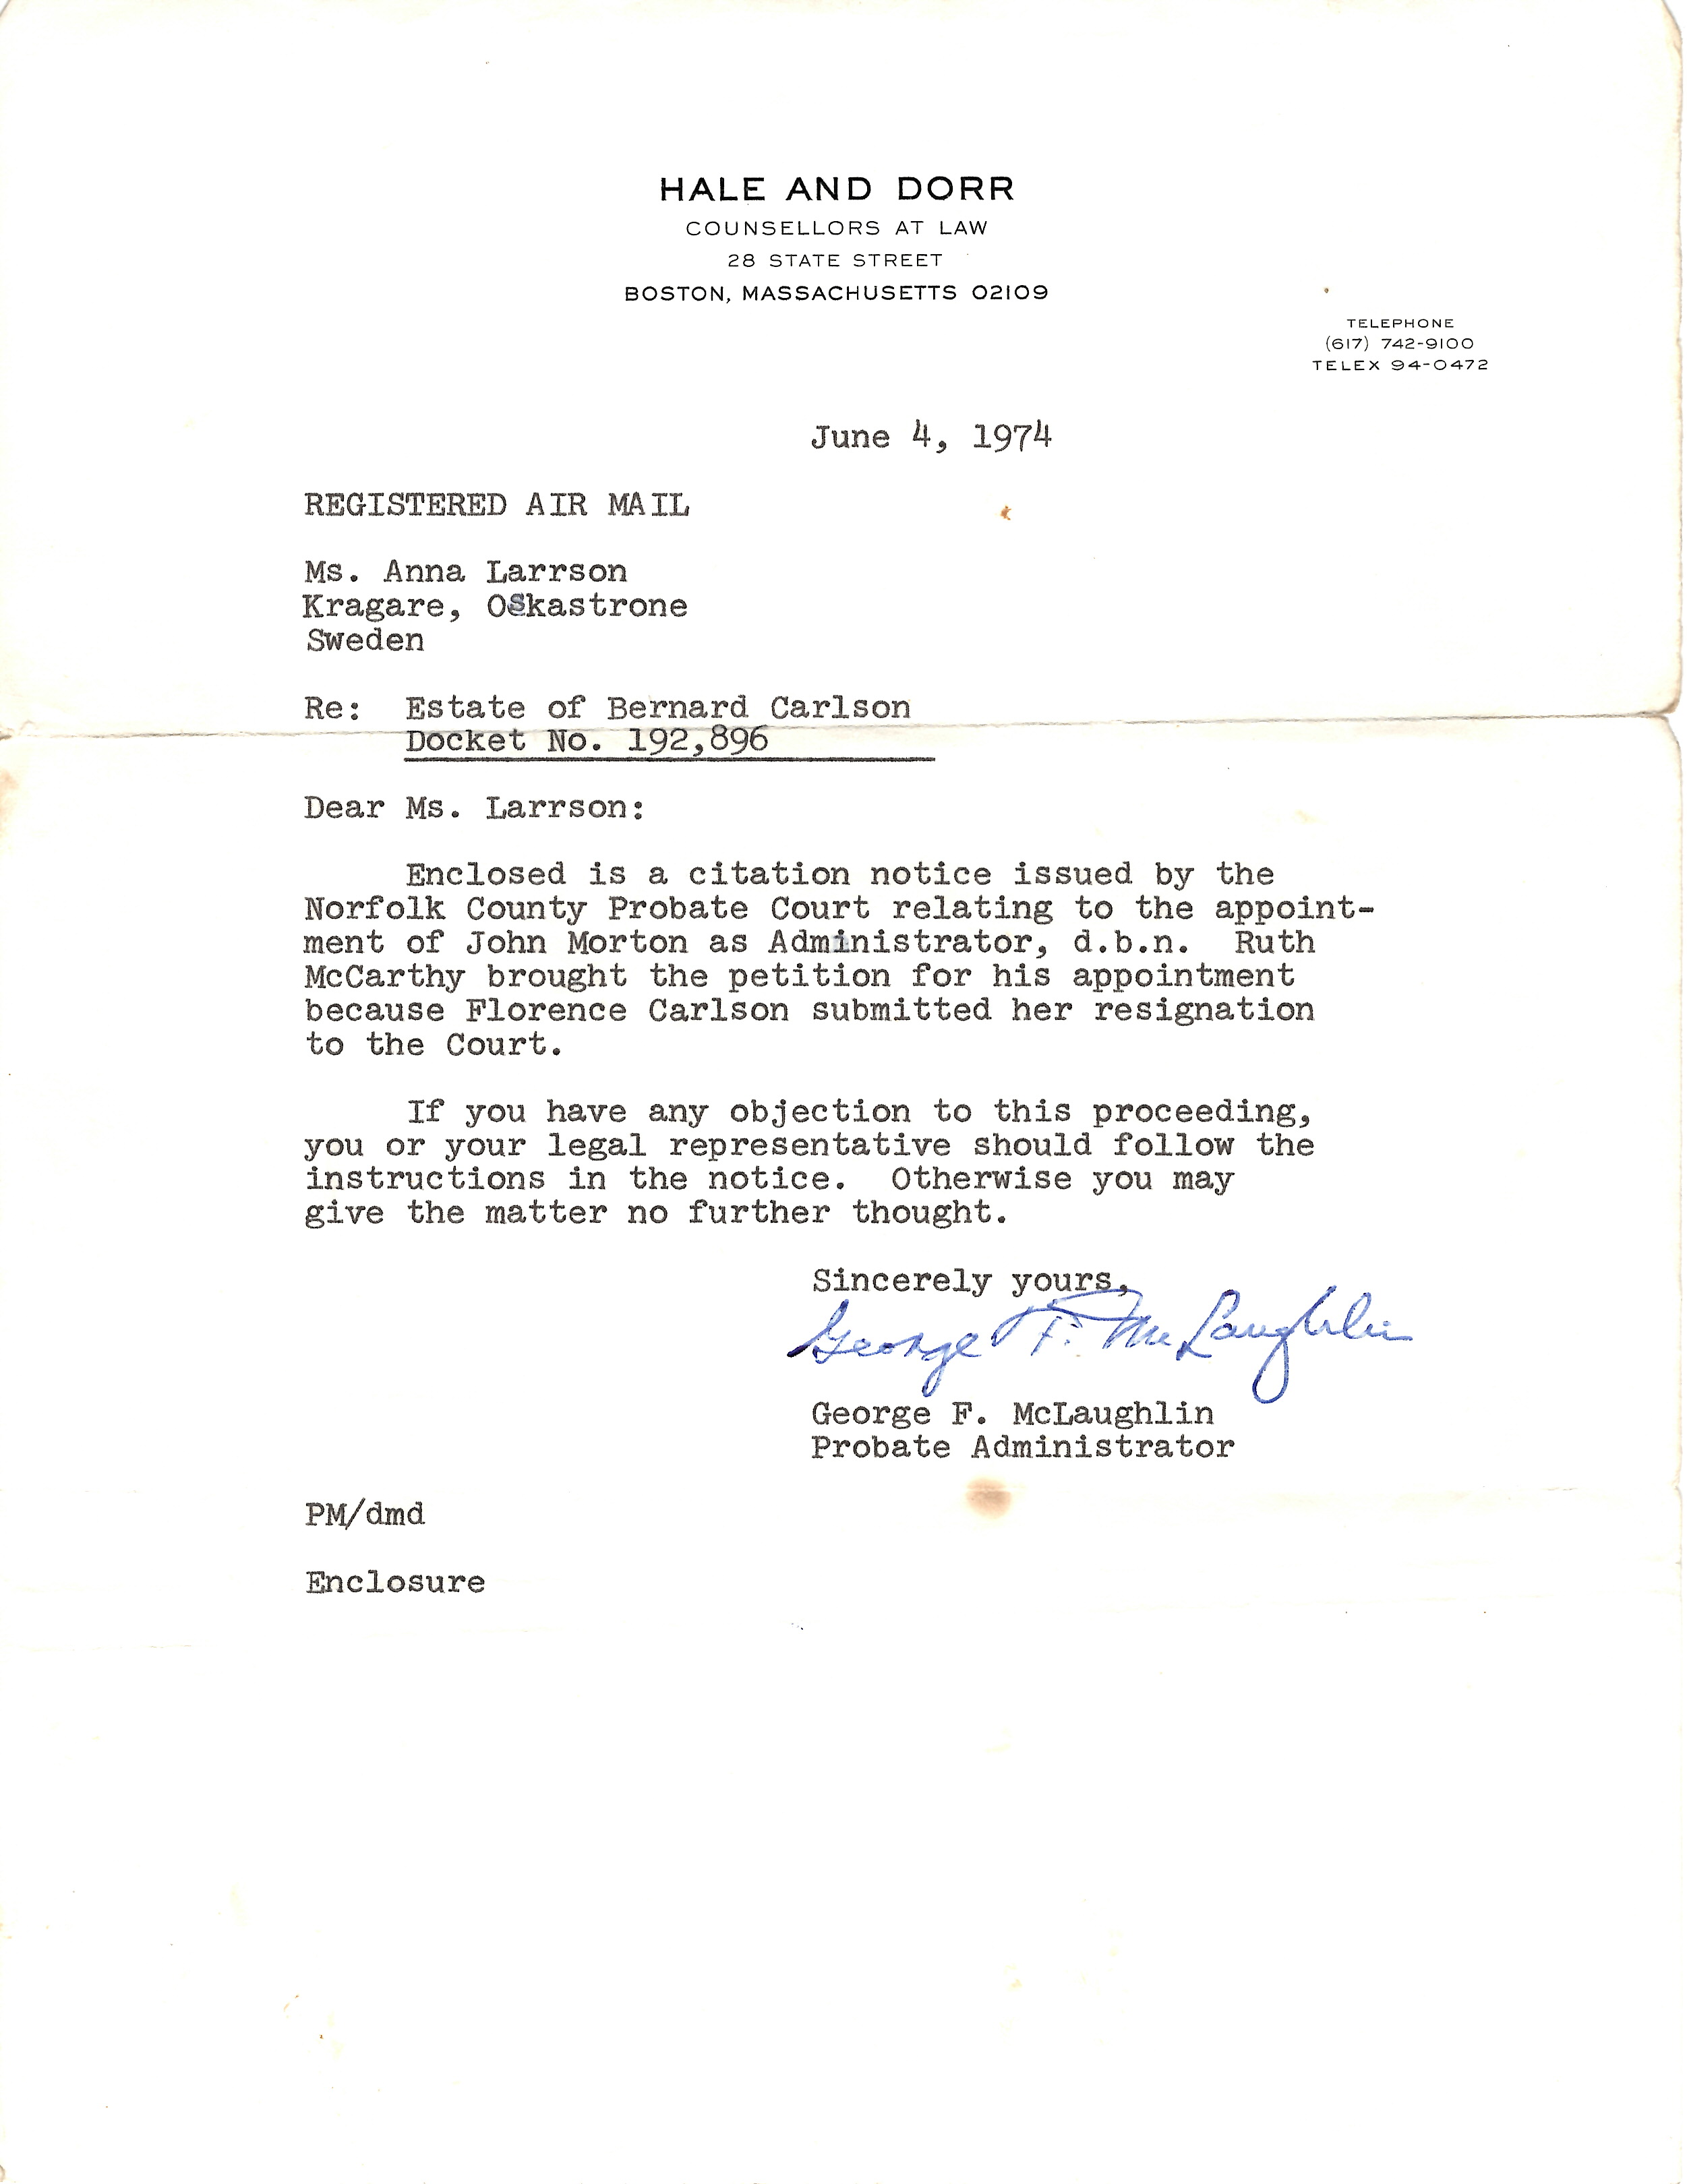 HALE AND DORR
COUNSELLORS AT LAW
28 STATE STREET
BOSTON, MASSACHUSETTS 02109
TELEPHONE
(617) 742-9100
TELEX 94-0472
June 4, 1974
REGISTERED AIR MAIL
Ms. Anna Larrson
Kragare, Oskastrone
Sweden
Re: Estate of Bernard Carlson
Docket No. 192,896
Dear Ms. Larrson:
Enclosed is a citation notice issued by the
Norfolk County Probate Court relating to the appoint-
ment of John Morton as Administrator, d.b.n. Ruth
McCarthy brought the petition for his appointment
because Florence Carlson submitted her resignation
to the Court.
If you have any objection to this proceeding,
you or your legal representative should follow the
instructions in the notice. Otherwise you may
give the matter no further thought.
Sincerely yours,
George F. McLaughlin
George F. McLaughlin
Probate Administrator
PM/dmd
Enclosure